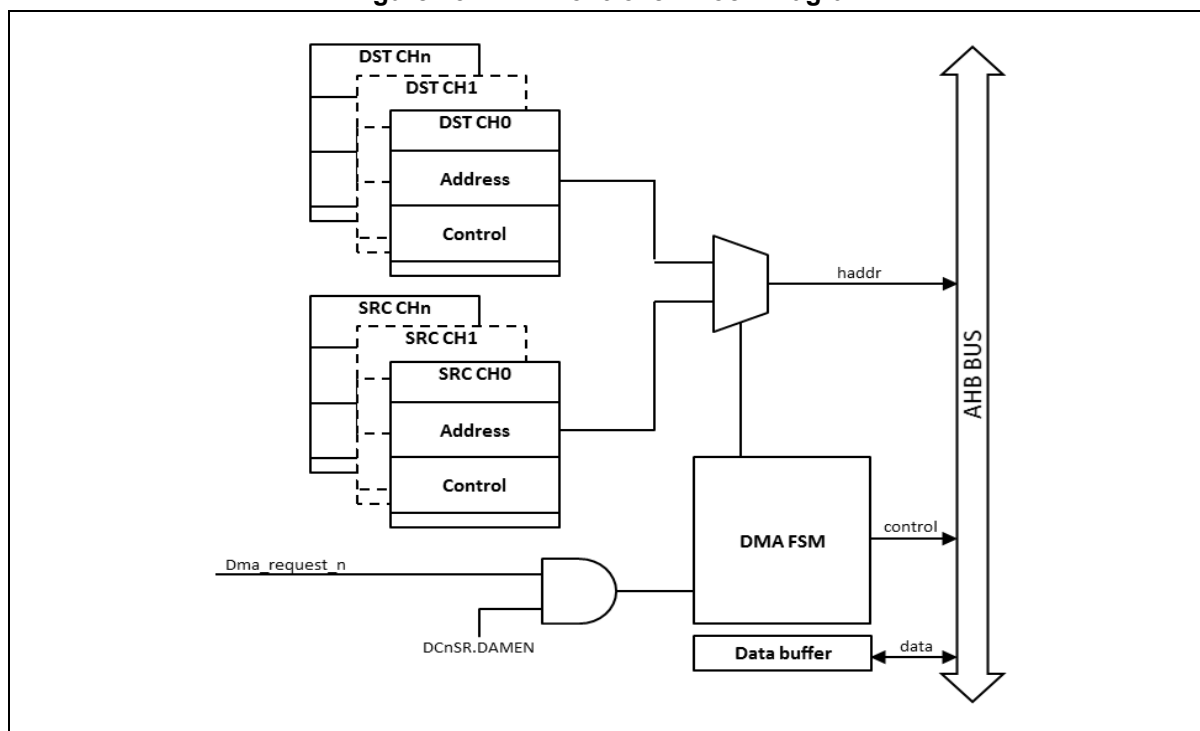 DST CHn
DST CH1
DST CH0
Address
Control
haddr
SRC CHn
SRC CH1
SRC CH0
Address
Control
AHB BUS
DMA FSM
control
Dma_request_n
DCnSR.DAMEN
Data buffer
data